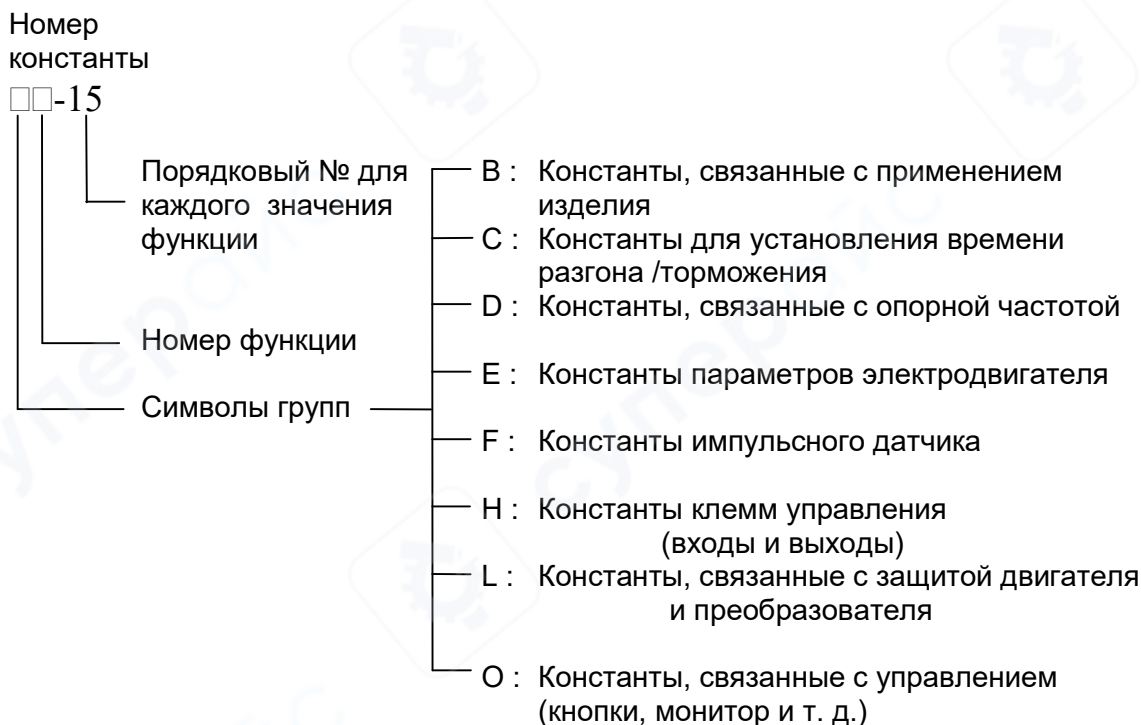 Номер
константы
□□-15
Порядковый № для
каждого значения
функции
Номер функции
Символы групп
B : Константы, связанные с применением
изделия
C : Константы для установления времени
разгона /торможения
D : Константы, связанные с опорной частотой
E : Константы параметров электродвигателя
F : Константы импульсного датчика
H : Константы клемм управления
(входы и выходы)
L : Константы, связанные с защитой двигателя
и преобразователя
O : Константы, связанные с управлением
(кнопки, монитор и т. д.)
суперайс
суперайс